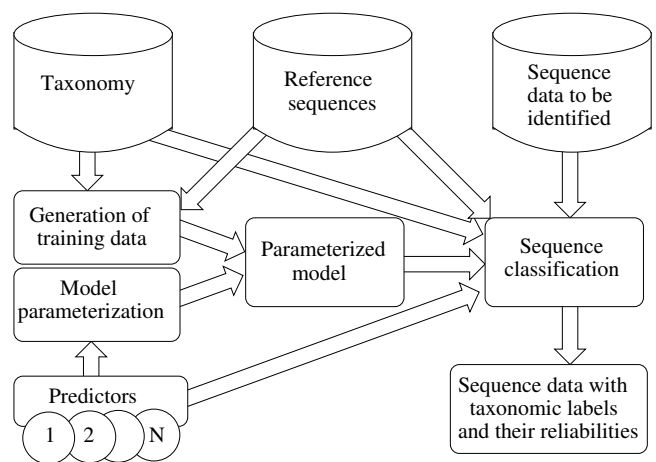 Taxonomy
Reference
sequences
Sequence
data to be
identified
Generation of
training data
Parameterized
model
Sequence
classification
Model
parameterization
Predictors
1 2 N
Sequence data with
taxonomic labels
and their reliabilities